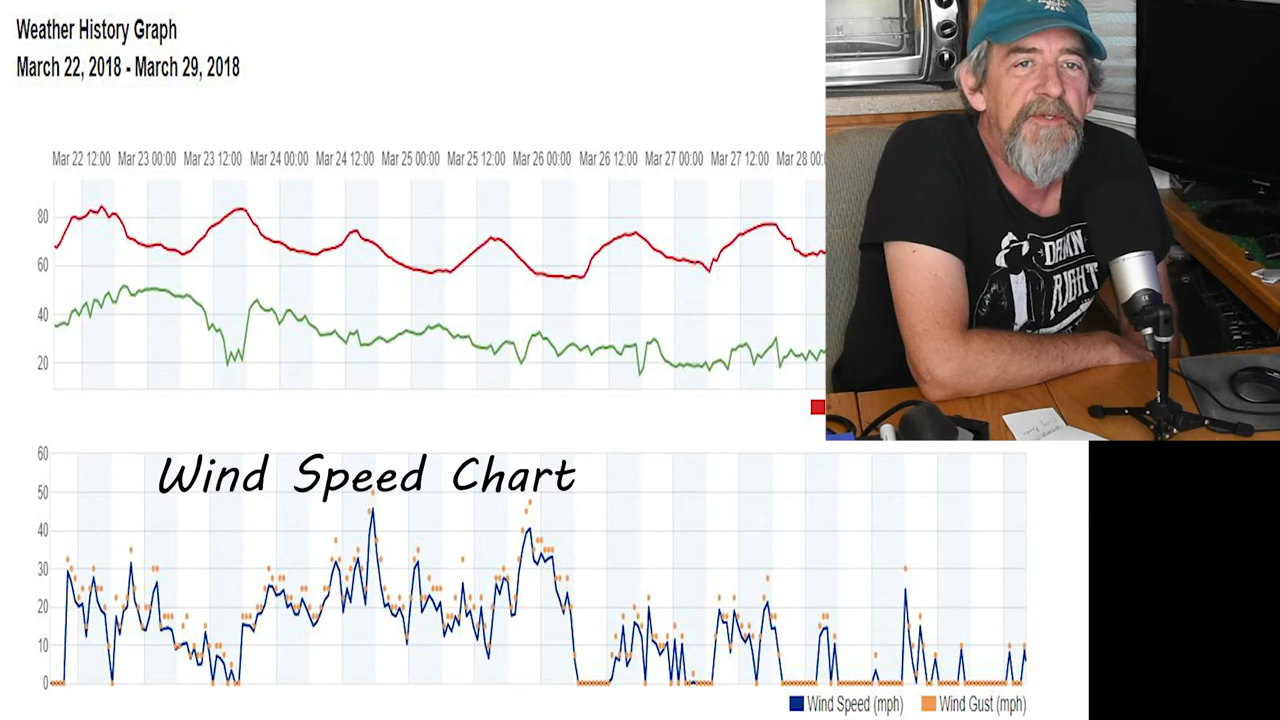 Weather History Graph
March 22, 2018 - March 29, 2018
Mar 22 12:00 Mar 23 00:00 Mar 23 12:00 Mar 24 00:00 Mar 24 12:00 Mar 25 00:00 Mar 25 12:00 Mar 26 00:00 Mar 26 12:00 Mar 27 00:00 Mar 27 12:00 Mar 28 00:
80
60
40
20
DAMN
RIGHT
Wind Speed Chart
60
50
40
30
20
10
0
Wind Speed (mph) Wind Gust (mph)